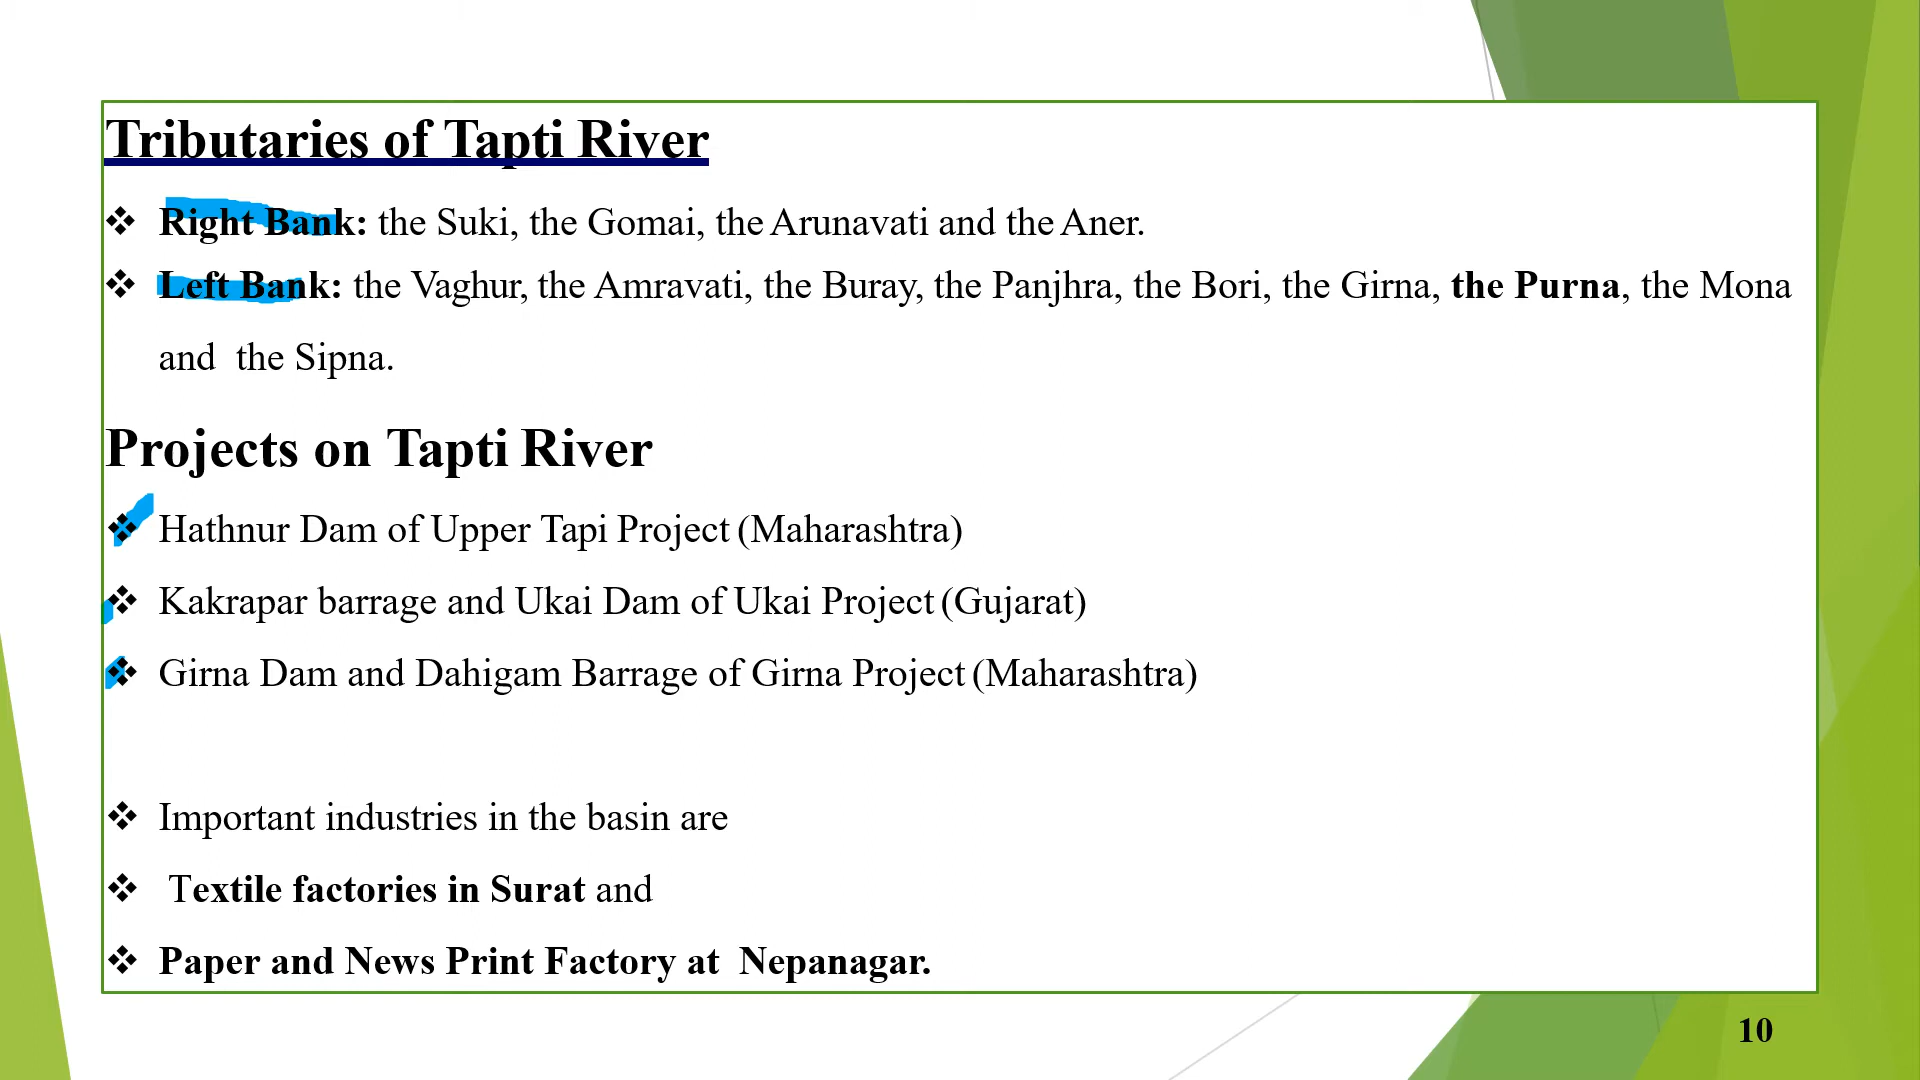 Tributaries of Tapti River
❖ Right Bank: the Suki, the Gomai, the Arunavati and the Aner.
❖ Left Bank: the Vaghur, the Amravati, the Buray, the Panjhra, the Bori, the Girna, the Purna, the Mona
and the Sipna.
Projects on Tapti River
❖ Hathnur Dam of Upper Tapi Project (Maharashtra)
❖ Kakrapar barrage and Ukai Dam of Ukai Project (Gujarat)
❖ Girna Dam and Dahigam Barrage of Girna Project (Maharashtra)
❖ Important industries in the basin are
❖ Textile factories in Surat and
❖ Paper and News Print Factory at Nepanagar.
10